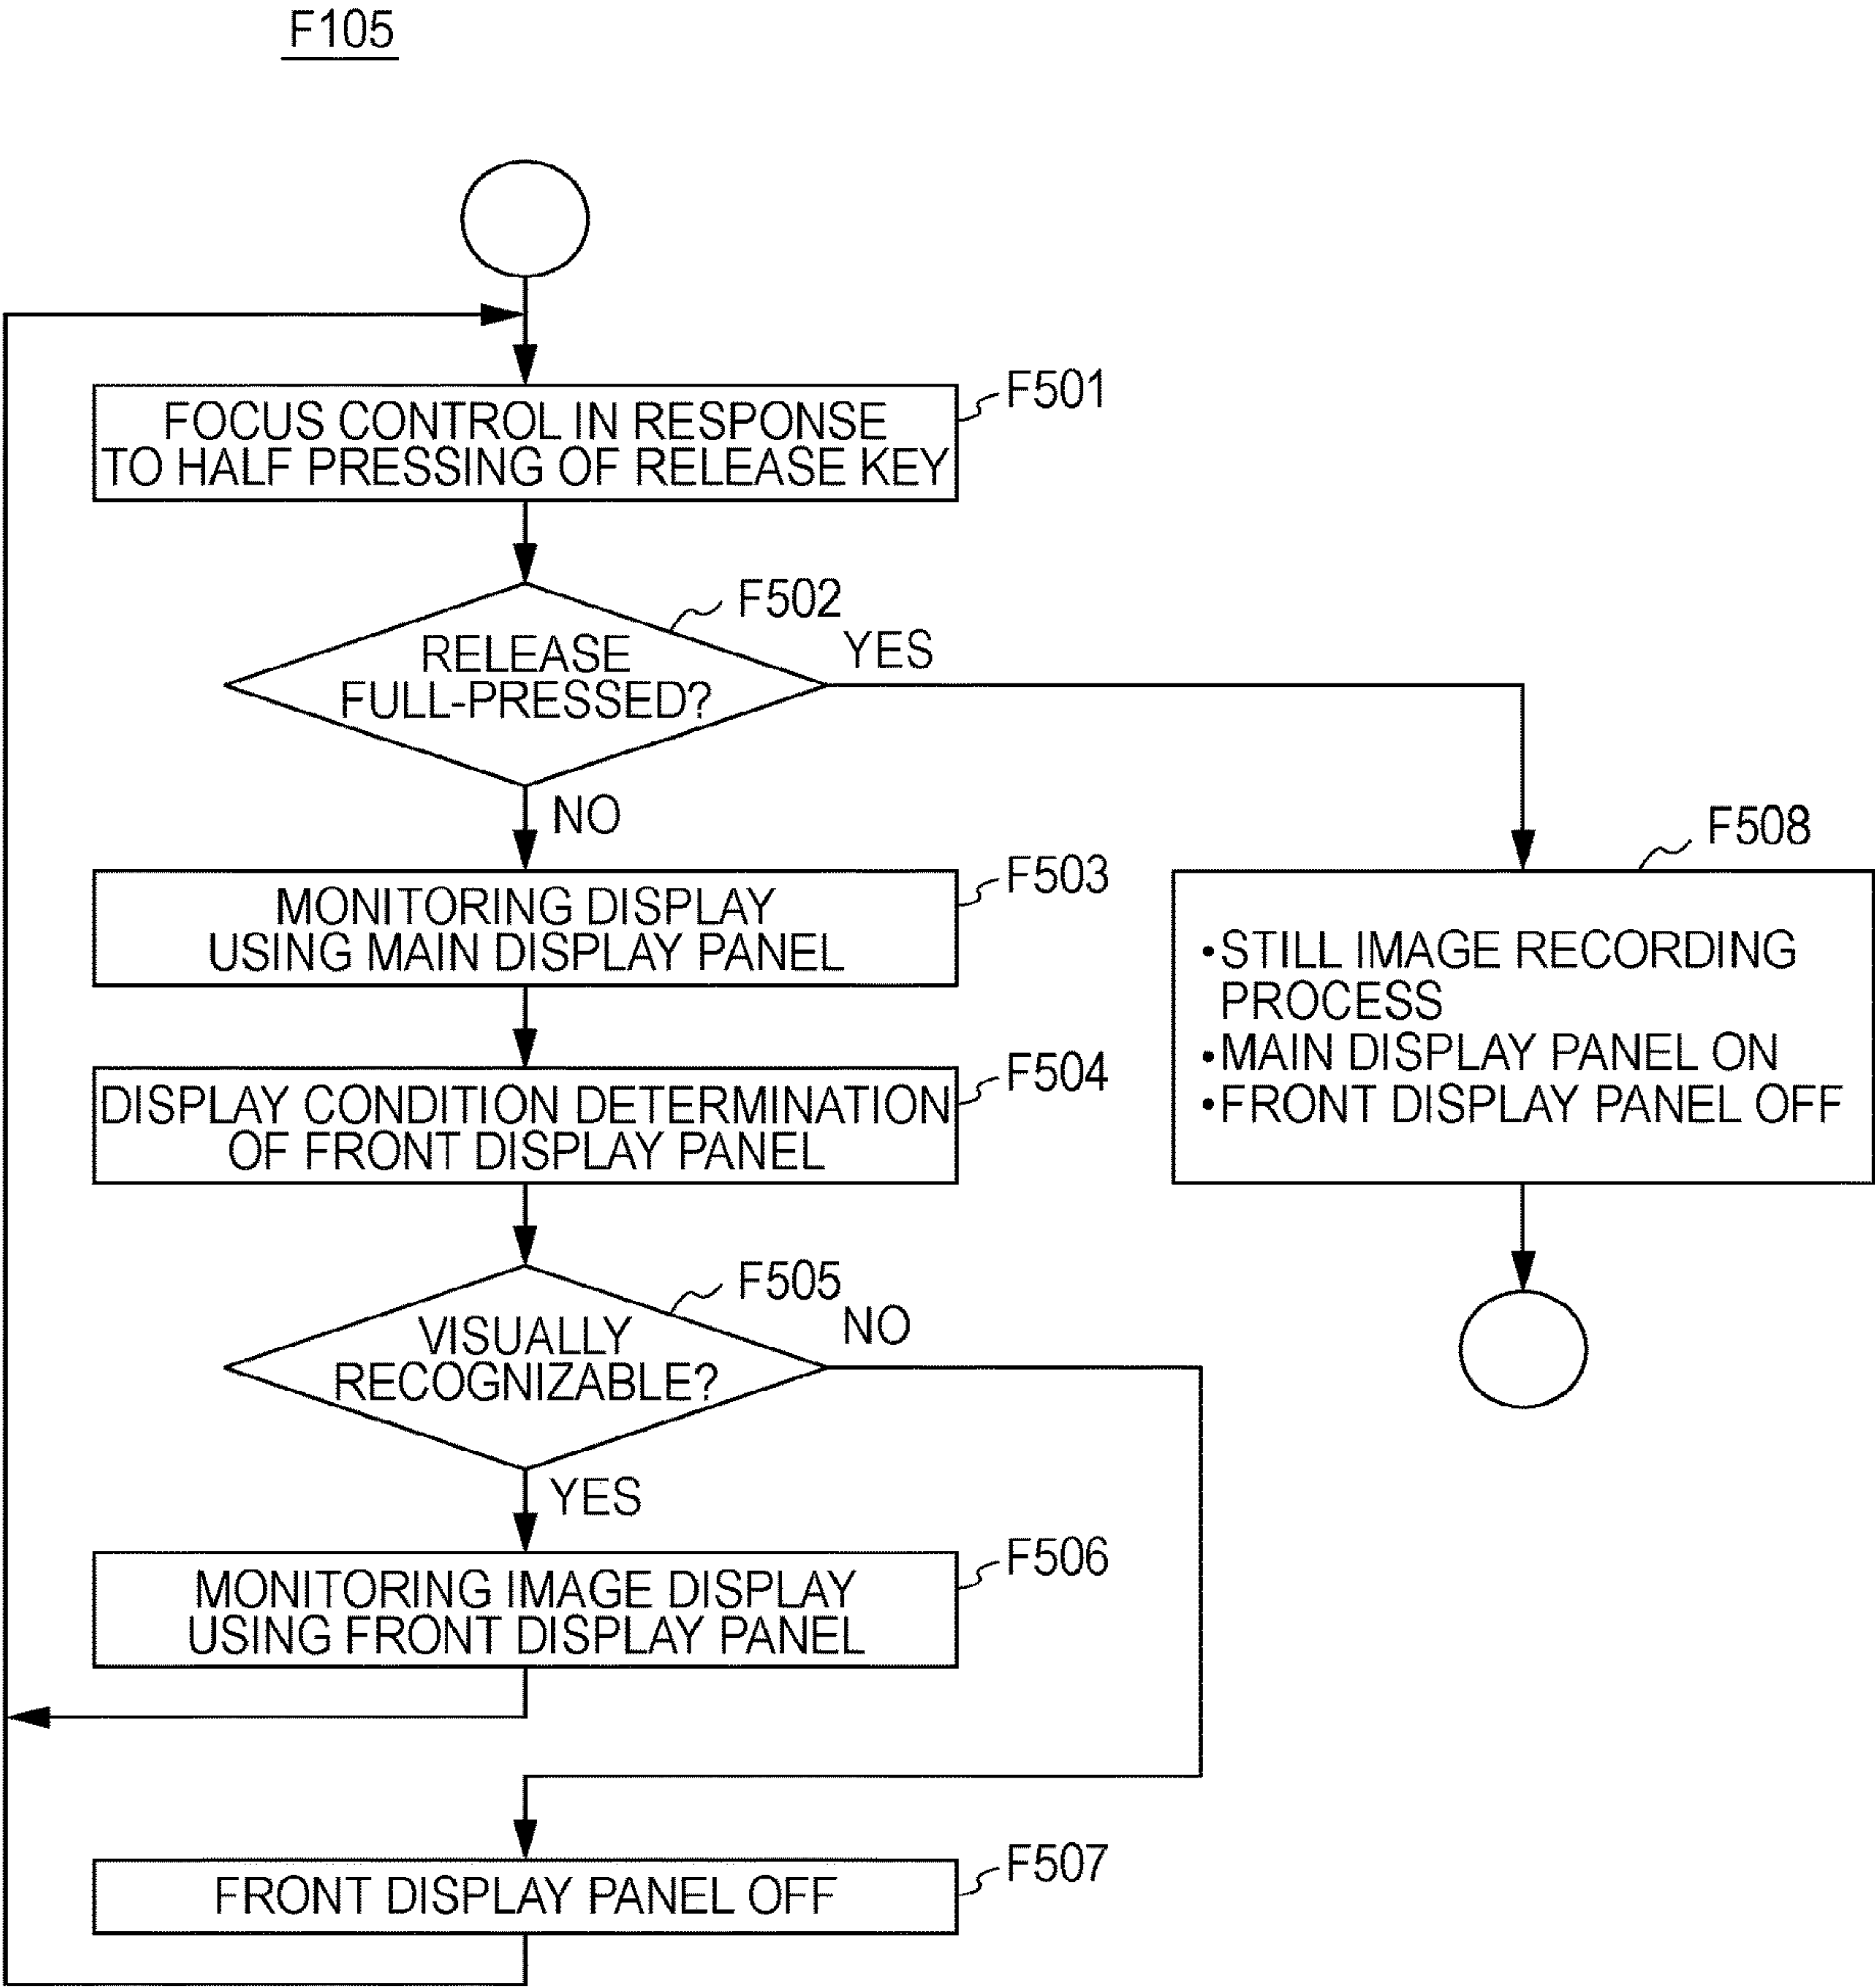 F105
F501
FOCUS CONTROL IN RESPONSE
TO HALF PRESSING OF RELEASE KEY
F502
RELEASE
FULL-PRESSED?
YES
NO
F503
MONITORING DISPLAY
USING MAIN DISPLAY PANEL
F508
•STILL IMAGE RECORDING
PROCESS
•MAIN DISPLAY PANEL ON
•FRONT DISPLAY PANEL OFF
F504
DISPLAY CONDITION DETERMINATION
OF FRONT DISPLAY PANEL
F505
VISUALLY
RECOGNIZABLE?
NO
YES
F506
MONITORING IMAGE DISPLAY
USING FRONT DISPLAY PANEL
F507
FRONT DISPLAY PANEL OFF